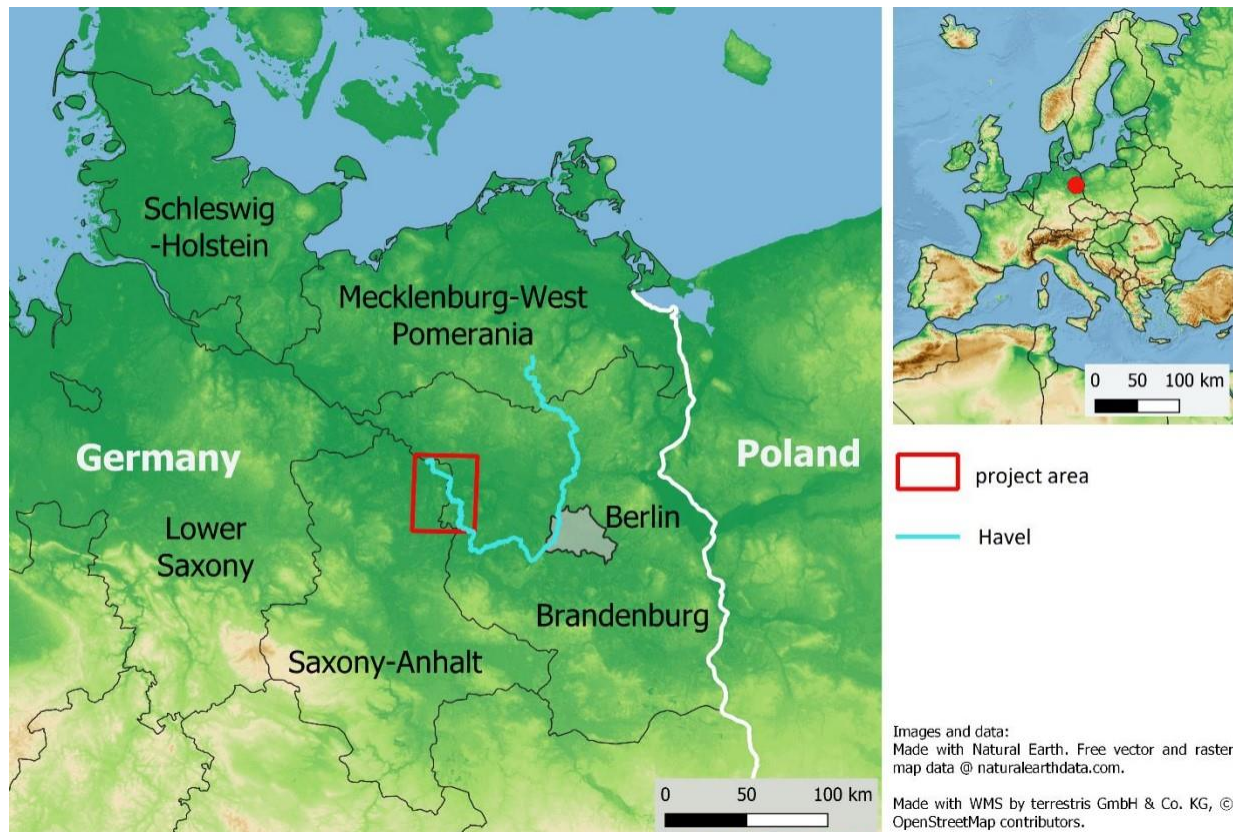 Schleswig
-Holstein
Mecklenburg-West
Pomerania
Germany
Poland
Lower
Saxony
Berlin
Brandenburg
Saxony-Anhalt
0 50 100 km
0 50 100 km
project area
Havel
Images and data:
Made with Natural Earth. Free vector and raster
map data @ naturalearthdata.com.
Made with WMS by terrestris GmbH & Co. KG, ©
OpenStreetMap contributors.